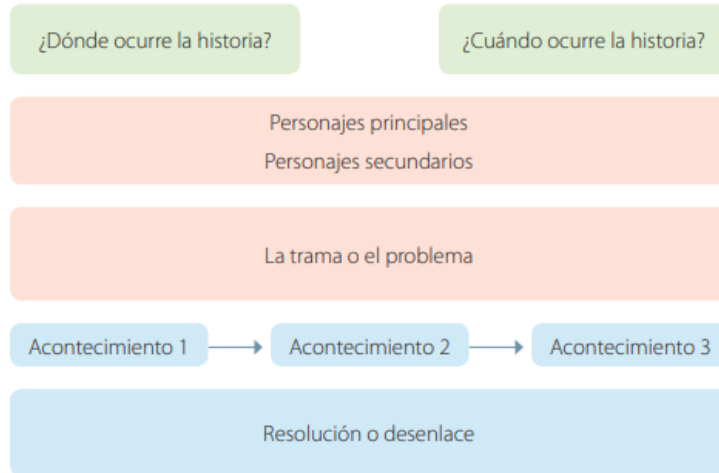 ¿Dónde ocurre la historia?
¿Cuándo ocurre la historia?
Personajes principales
Personajes secundarios
La trama o el problema
Acontecimiento 1
Acontecimiento 2
Acontecimiento 3
Resolución o desenlace